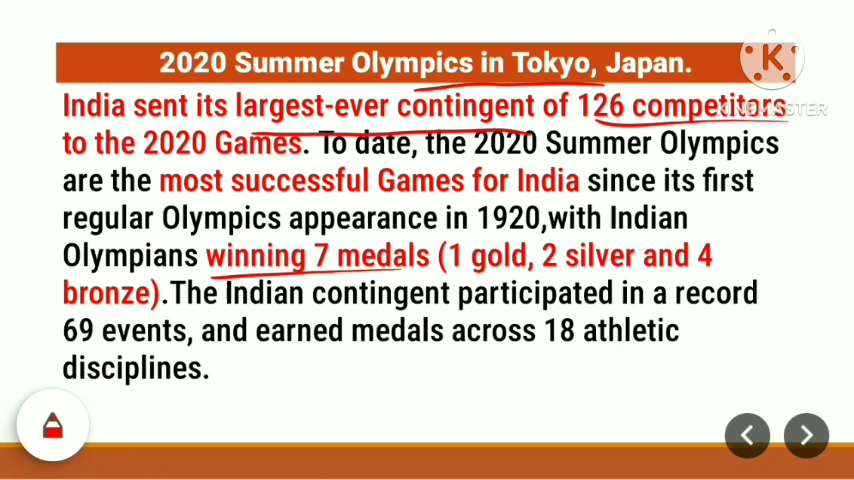 2020 Summer Olympics in Tokyo, Japan.
K
KINEMASTER
India sent its largest-ever contingent of 126 competitors
to the 2020 Games. To date, the 2020 Summer Olympics
are the most successful Games for India since its first
regular Olympics appearance in 1920,with Indian
Olympians winning 7 medals (1 gold, 2 silver and 4
bronze).The Indian contingent participated in a record
69 events, and earned medals across 18 athletic
disciplines.